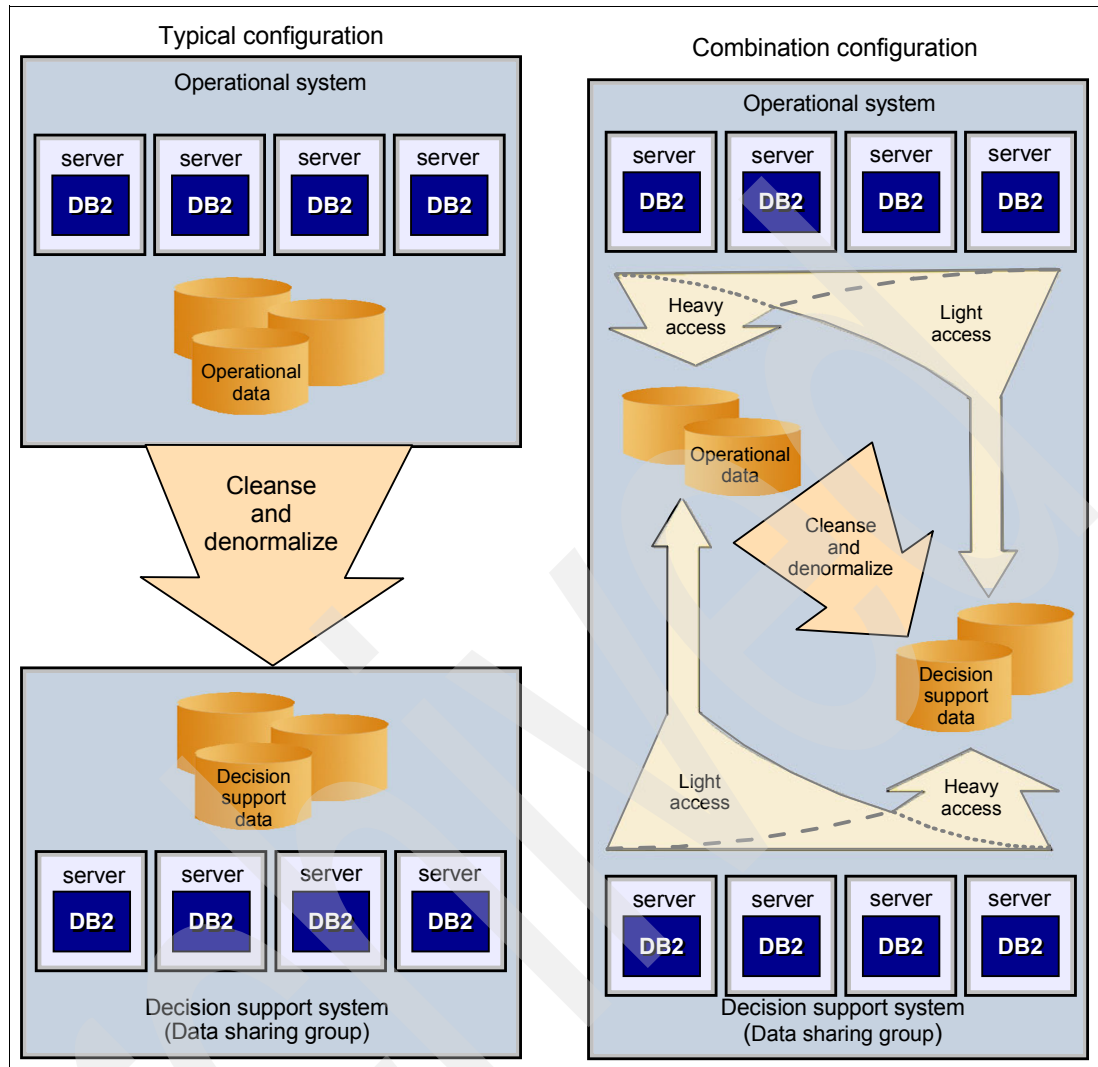 Typical configuration
Operational system
server server server server
DB2 DB2 DB2 DB2
Operational
data
Cleanse
and
denormalize
Decision
support
data
server server server server
DB2 DB2 DB2 DB2
Decision support system
(Data sharing group)
Combination configuration
Operational system
server server server server
DB2 DB2 DB2 DB2
Heavy
access
Light
access
Operational
data
Cleanse
and
denormalize
Decision
support
data
Light
access
Heavy
access
server server server server
DB2 DB2 DB2 DB2
Decision support system
(Data sharing group)